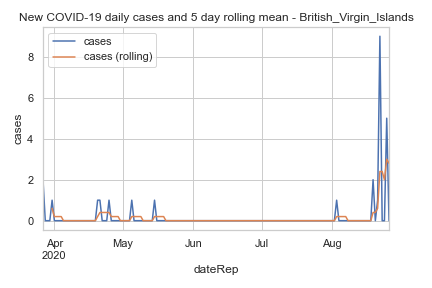 New COVID-19 daily cases and 5 day rolling mean - British_Virgin_Islands
cases
cases (rolling)
8
6
4
2
0
cases
Apr
2020
May
Jun
Jul
Aug
dateRep